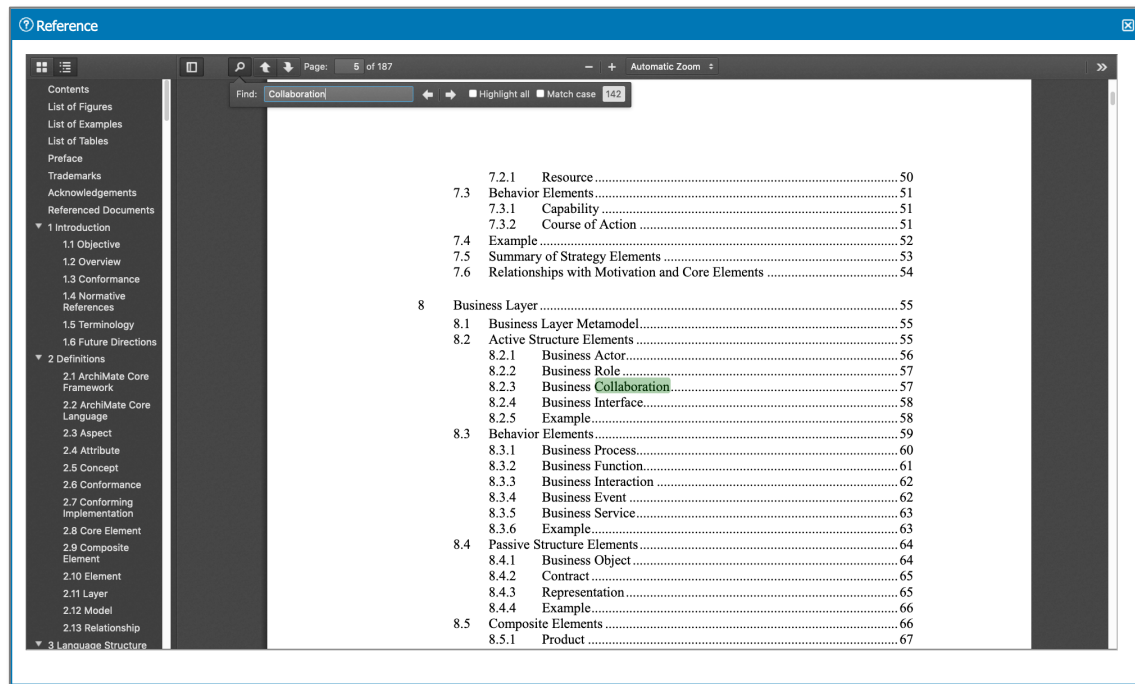 Reference
Page: 5 of 187
Automatic Zoom
Find: Collaboration
Highlight all Match case 142
Contents
List of Figures
List of Examples
List of Tables
Preface
Trademarks
Acknowledgements
Referenced Documents
1 Introduction
1.1 Objective
1.2 Overview
1.3 Conformance
1.4 Normative
References
1.5 Terminology
1.6 Future Directions
2 Definitions
2.1 ArchiMate Core
Framework
2.2 ArchiMate Core
Language
2.3 Aspect
2.4 Attribute
2.5 Concept
2.6 Conformance
2.7 Conforming
Implementation
2.8 Core Element
2.9 Composite
Element
2.10 Element
2.11 Layer
2.12 Model
2.13 Relationship
3 Language Structure
7.2.1 Resource 50
7.3 Behavior Elements 51
7.3.1 Capability 51
7.3.2 Course of Action 51
7.4 Example 52
7.5 Summary of Strategy Elements 53
7.6 Relationships with Motivation and Core Elements 54
8 Business Layer 55
8.1 Business Layer Metamodel 55
8.2 Active Structure Elements 55
8.2.1 Business Actor 56
8.2.2 Business Role 57
8.2.3 Business Collaboration 57
8.2.4 Business Interface 58
8.2.5 Example 58
8.3 Behavior Elements 59
8.3.1 Business Process 60
8.3.2 Business Function 61
8.3.3 Business Interaction 62
8.3.4 Business Event 62
8.3.5 Business Service 63
8.3.6 Example 63
8.4 Passive Structure Elements 64
8.4.1 Business Object 64
8.4.2 Contract 65
8.4.3 Representation 65
8.4.4 Example 66
8.5 Composite Elements 66
8.5.1 Product 67